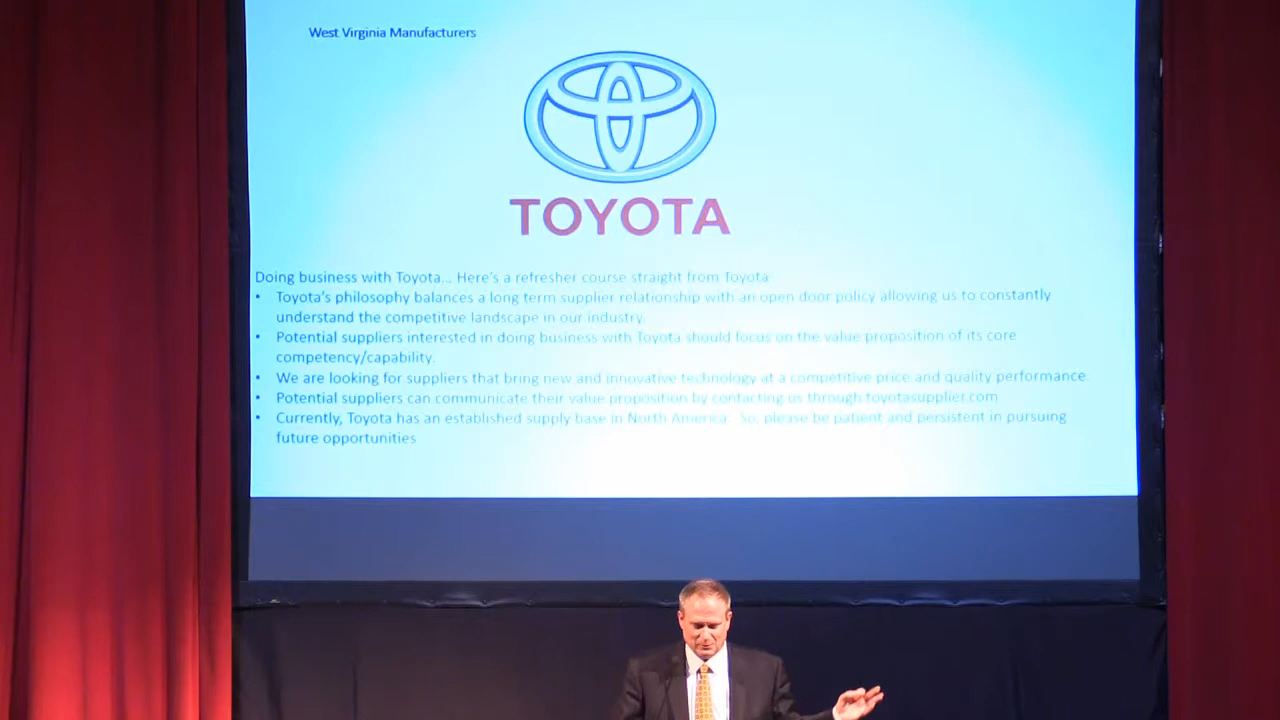 West Virginia Manufacturers
TOYOTA
Doing business with Toyota... Here's a refresher course straight from Toyota:
• Toyota's philosophy balances a long term supplier relationship with an open door policy allowing us to constantly
understand the competitive landscape in our industry.
• Potential suppliers interested in doing business with Toyota should focus on the value proposition of its core
competency/capability.
• We are looking for suppliers that bring new and innovative technology at a competitive price and quality performance.
• Potential suppliers can communicate their value proposition by contacting us through toyotasupplier.com
• Currently, Toyota has an established supply base in North America. So, please be patient and persistent in pursuing
future opportunities